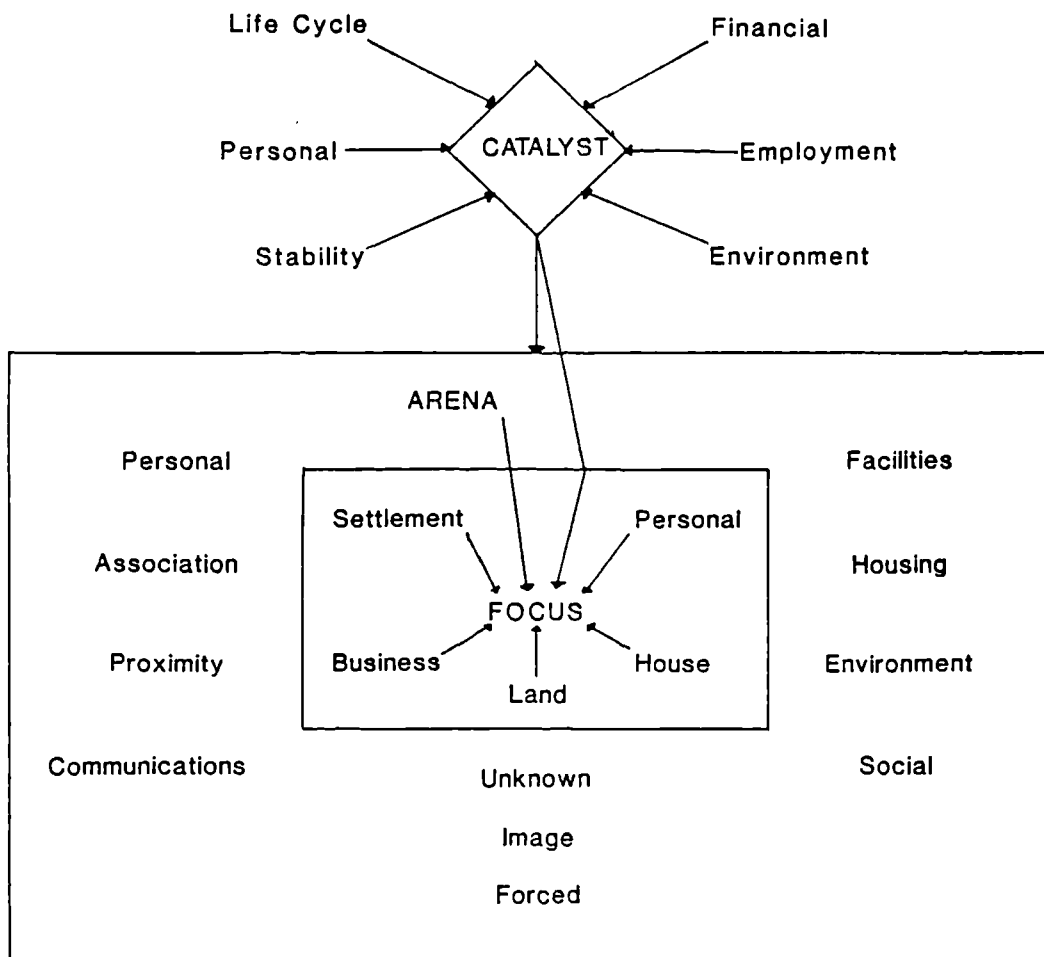 Life Cycle
Financial
Personal
CATALYST
Employment
Stability
Environment
ARENA
Personal
Facilities
Settlement
Personal
Association
Housing
FOCUS
Proximity
Business
House
Environment
Land
Communications
Social
Unknown
Image
Forced